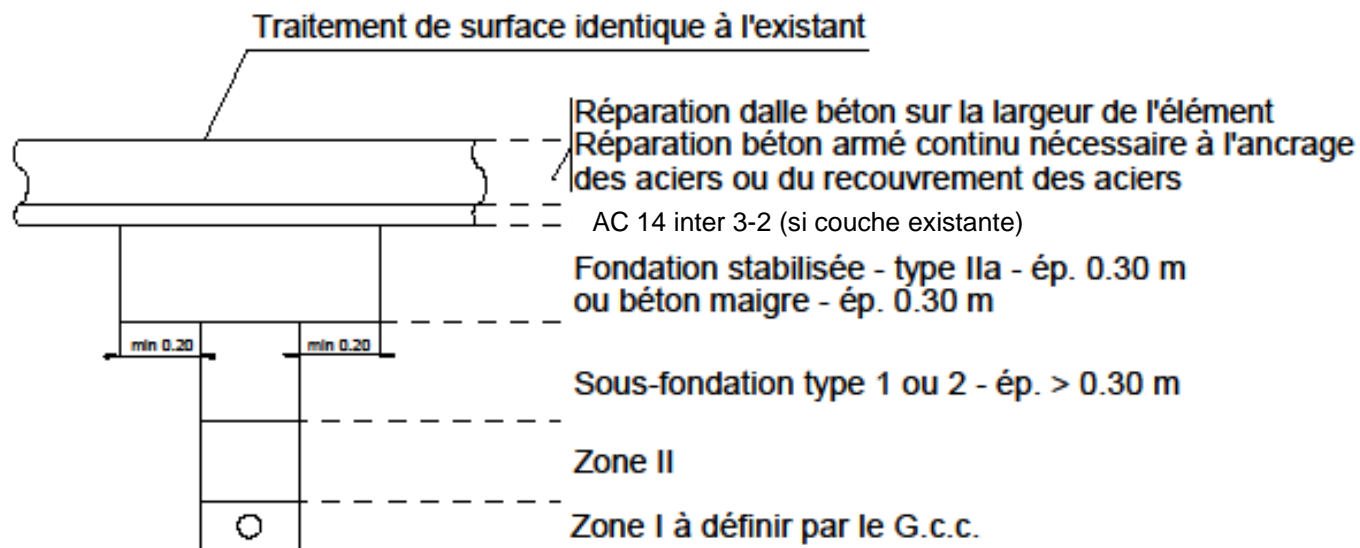 Traitement de surface identique à l'existant
Réparation dalle béton sur la largeur de l'élément
Réparation béton armé continu nécessaire à l'ancrage
des aciers ou du recouvrement des aciers
AC 14 inter 3-2 (si couche existante)
Fondation stabilisée - type IIa - ép. 0.30 m
ou béton maigre - ép. 0.30 m
min 0.20
min 0.20
Sous-fondation type 1 ou 2 - ép. > 0.30 m
Zone II
Zone I à définir par le G.c.c.